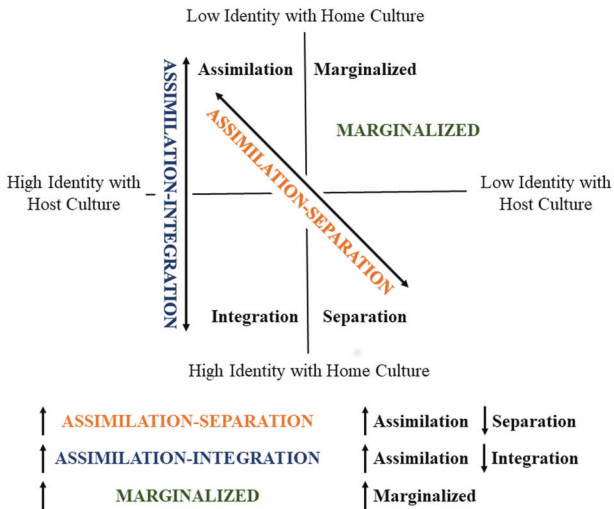 Low Identity with Home Culture
Assimilation Marginalized
MARGINALIZED
ASSIMILATION-INTEGRATION
ASSIMILATION-SEPARATION
High Identity with
Host Culture
Low Identity with
Host Culture
Integration Separation
High Identity with Home Culture
ASSIMILATION-SEPARATION Assimilation Separation
ASSIMILATION-INTEGRATION Assimilation Integration
MARGINALIZED Marginalized